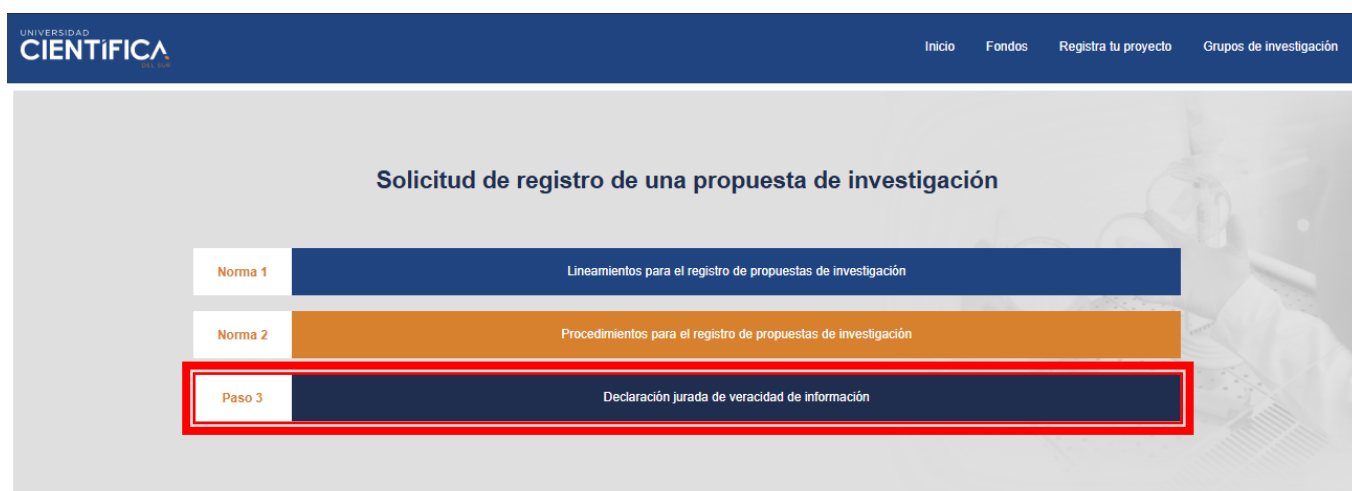 UNIVERSIDAD
CIENTÍFICA
DEL SUR
Inicio Fondos Registra tu proyecto Grupos de investigación
Solicitud de registro de una propuesta de investigación
Norma 1 Lineamientos para el registro de propuestas de investigación
Norma 2 Procedimientos para el registro de propuestas de investigación
Paso 3 Declaración jurada de veracidad de información